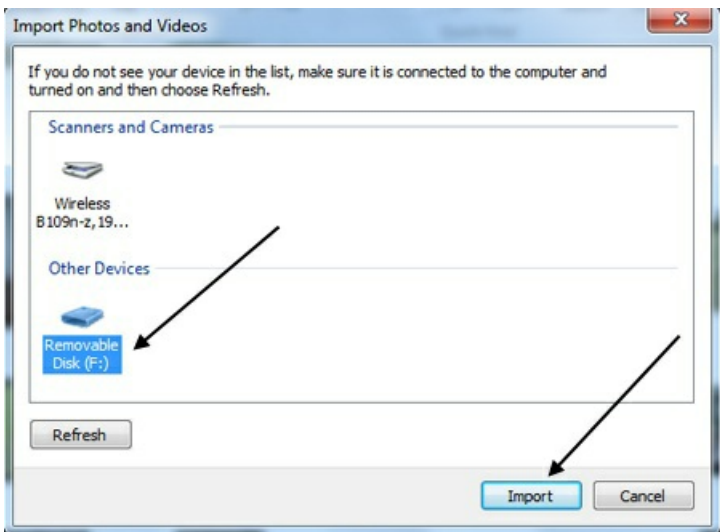 Import Photos and Videos
If you do not see your device in the list, make sure it is connected to the computer and
turned on and then choose Refresh.
Scanners and Cameras
Wireless
B109n-z,19...
Other Devices
Removable
Disk (F:)
Refresh
Import
Cancel